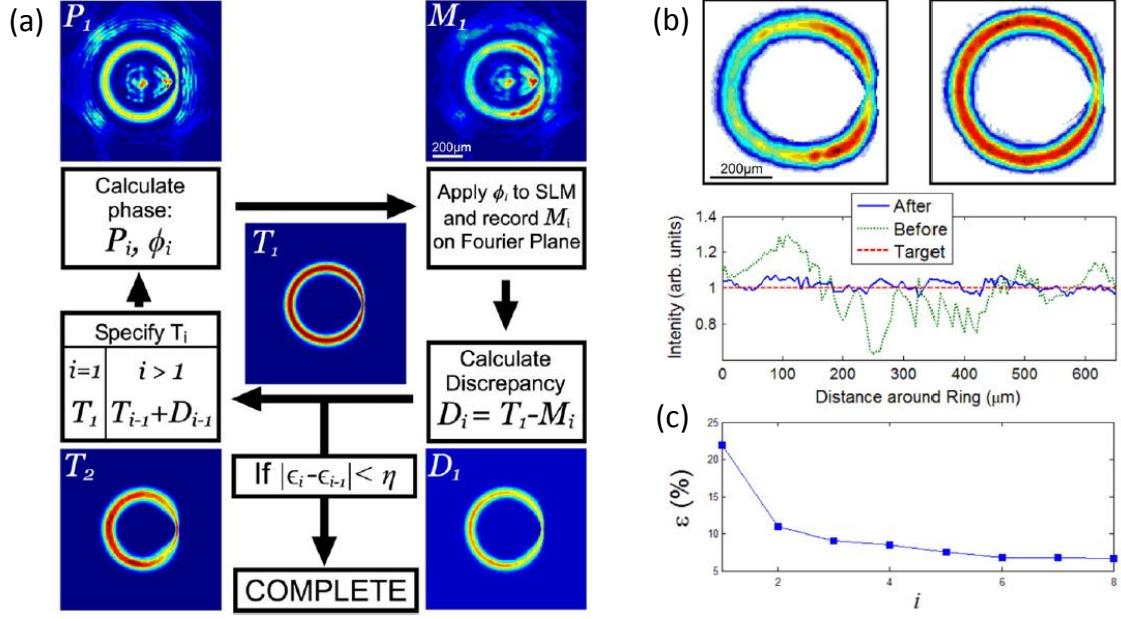 (a)
P₁
M₁
200µm
Calculate
phase:
Pᵢ, ϕᵢ
Apply ϕᵢ to SLM
and record Mᵢ
on Fourier Plane
T₁
Specify Tᵢ
i=1
i > 1
T₁
Tᵢ₋₁+Dᵢ₋₁
Calculate
Discrepancy
Dᵢ = T₁-Mᵢ
T₂
If |ϵᵢ-ϵᵢ₋₁| < η
D₁
COMPLETE
(b)
200µm
After
Before
Target
Intenity (arb. units)
1.4
1.2
1
0.8
0
100
200
300
400
500
600
Distance around Ring (µm)
(c)
ε (%)
25
20
15
10
5
2
4
6
8
i